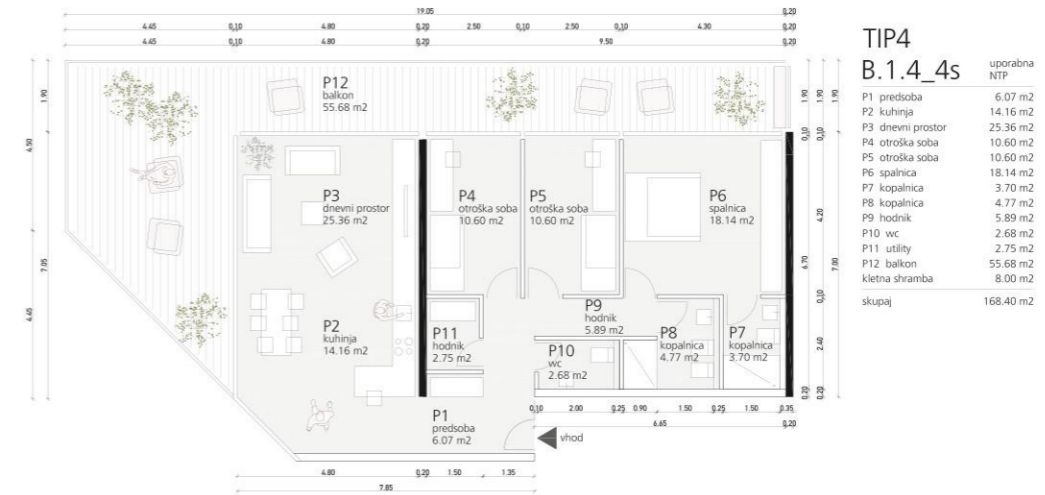 19.05
4.45 0,10 4.80 0,20 2.50 0,10 2.50 0,10 4.30 0,20
4.45 0,10 4.80 0,20 9.50 0,20
TIP4
B.1.4_4s
uporabna
NTP
P1 predsoba 6.07 m2
P2 kuhinja 14.16 m2
P3 dnevni prostor 25.36 m2
P4 otroška soba 10.60 m2
P5 otroška soba 10.60 m2
P6 spalnica 18.14 m2
P7 kopalnica 3.70 m2
P8 kopalnica 4.77 m2
P9 hodnik 5.89 m2
P10 wc 2.68 m2
P11 utility 2.75 m2
P12 balkon 55.68 m2
kletna shramba 8.00 m2
skupaj 168.40 m2
P12
balkon
55.68 m2
P3
dnevni prostor
25.36 m2
P4
otroška soba
10.60 m2
P5
otroška soba
10.60 m2
P6
spalnica
18.14 m2
P2
kuhinja
14.16 m2
P11
hodnik
2.75 m2
P9
hodnik
5.89 m2
P10
wc
2.68 m2
P8
kopalnica
4.77 m2
P7
kopalnica
3.70 m2
P1
predsoba
6.07 m2
vhod
1.90
4.50
7.05
4.45
1.90 1.90 1.90
0,10 0,10
4.20
6.70
7.00
0,10
2.40
0,20 0,20
0,10 2.00 0,25 0.90 1.50 0,25 1.50 0,35
6.65 0,20
4.80 0,20 1.50 1.35
7.85